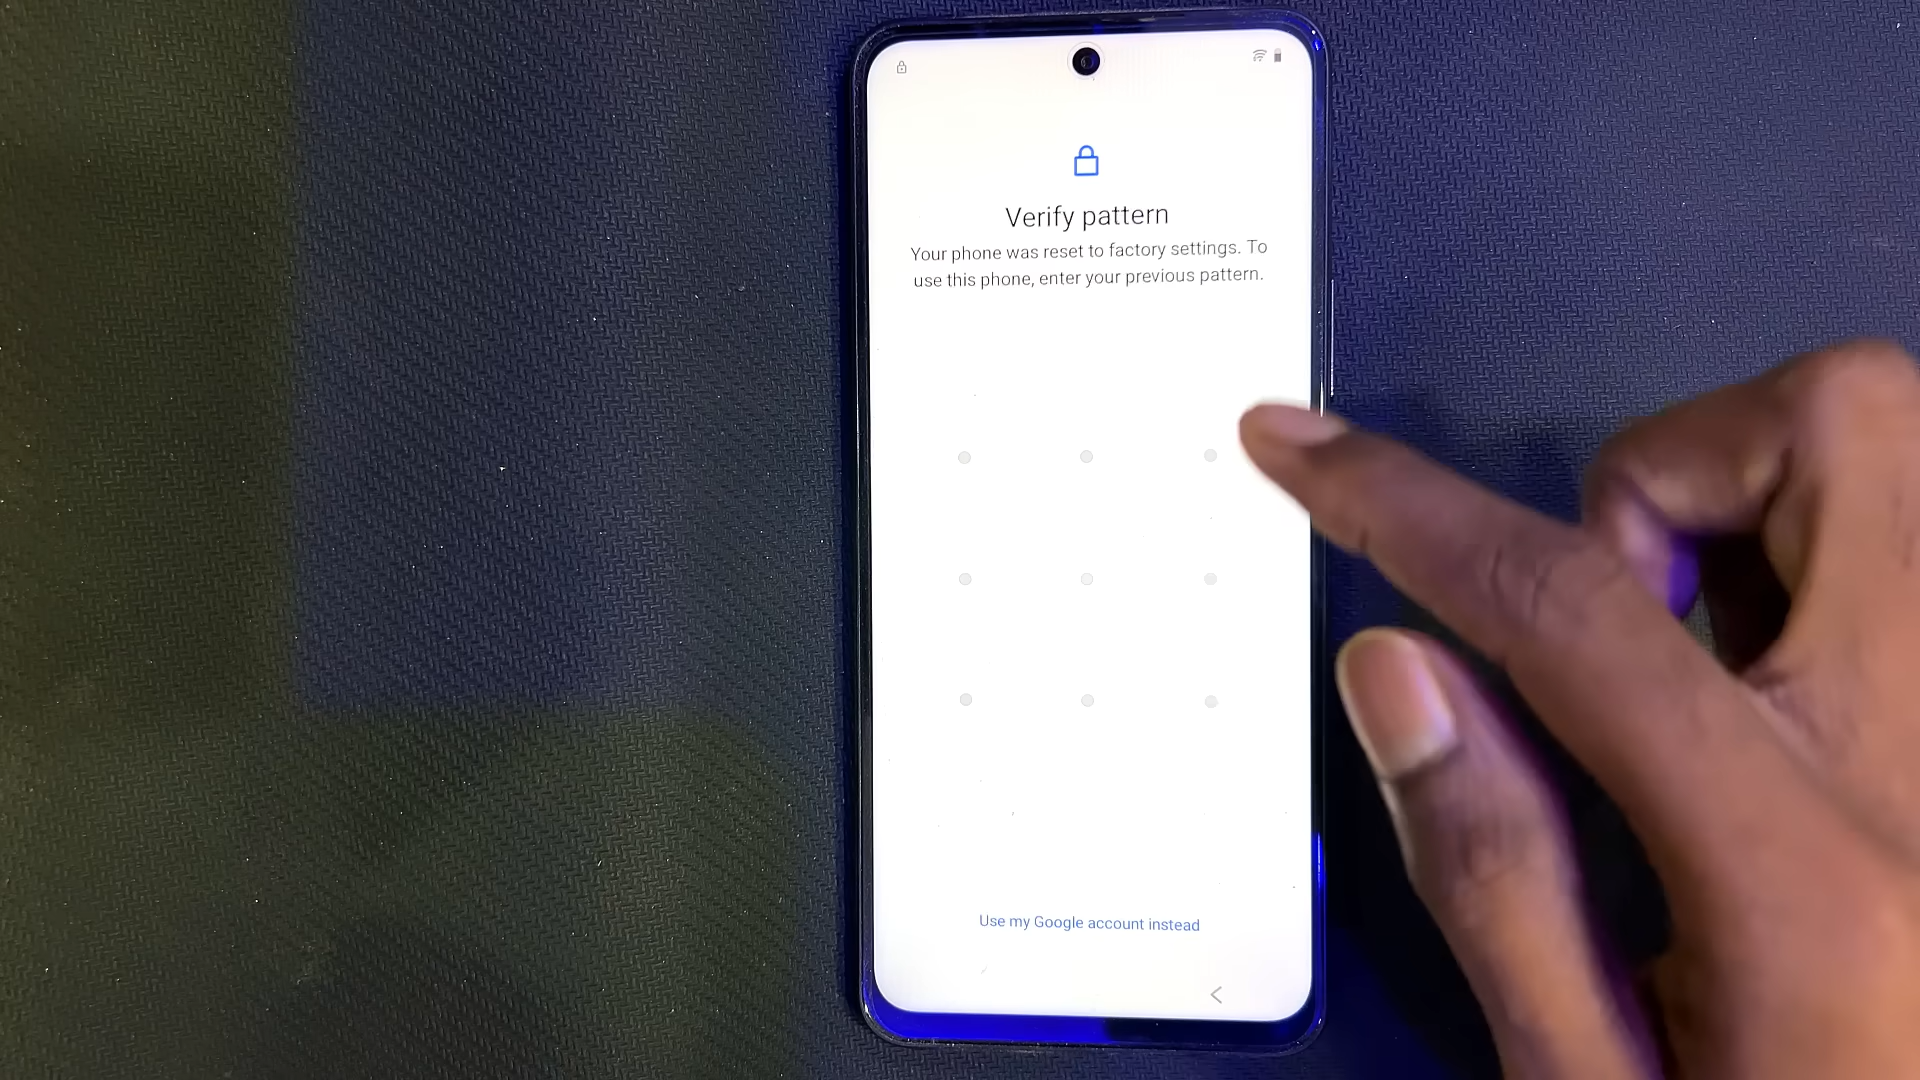 Verify pattern
Your phone was reset to factory settings. To
use this phone, enter your previous pattern.
Use my Google account instead